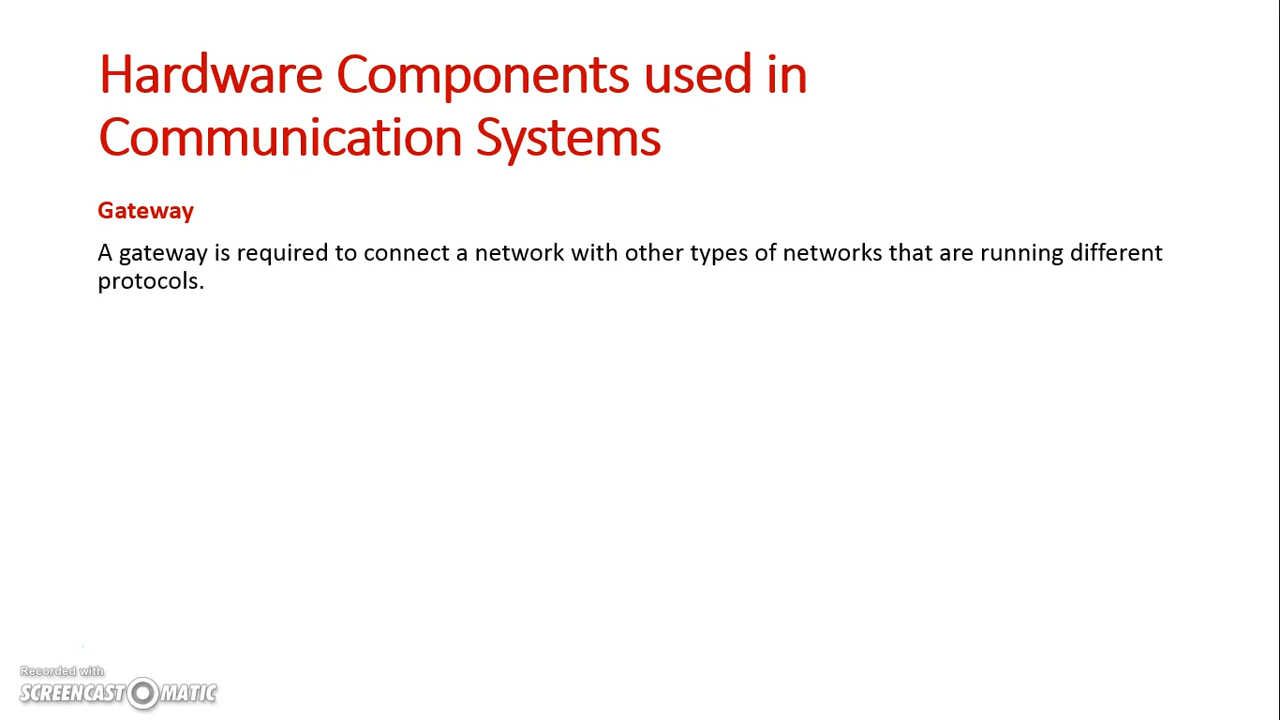 Hardware Components used in
Communication Systems
Gateway
A gateway is required to connect a network with other types of networks that are running different
protocols.
Recorded with
SCREENCAST MATIC